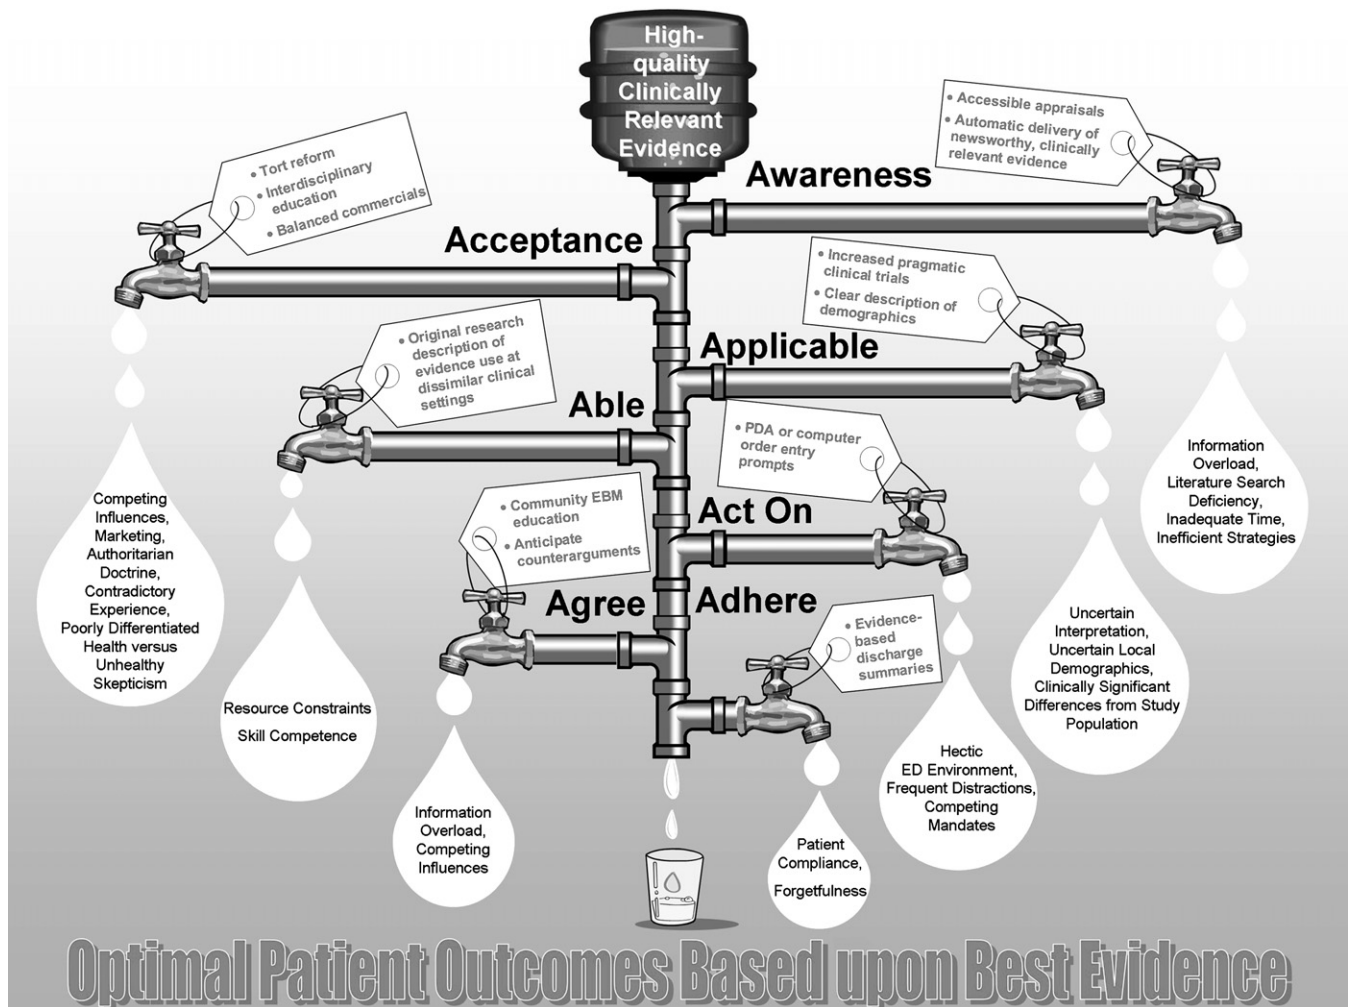 High-
quality
Clinically
Relevant
Evidence
Awareness
• Accessible appraisals
• Automatic delivery of
newsworthy, clinically
relevant evidence
Information
Overload,
Literature Search
Deficiency,
Inadequate Time,
Inefficient Strategies
Acceptance
• Tort reform
• Interdisciplinary
education
• Balanced commercials
Competing
Influences,
Marketing,
Authoritarian
Doctrine,
Contradictory
Experience,
Poorly Differentiated
Health versus
Unhealthy
Skepticism
Applicable
• Increased pragmatic
clinical trials
• Clear description of
demographics
Uncertain
Interpretation,
Uncertain Local
Demographics,
Clinically Significant
Differences from Study
Population
Able
• Original research
description of
evidence use at
dissimilar clinical
settings
Resource Constraints
Skill Competence
Act On
• PDA or computer
order entry
prompts
Hectic
ED Environment,
Frequent Distractions,
Competing
Mandates
Agree
• Community EBM
education
• Anticipate
counterarguments
Information
Overload,
Competing
Influences
Adhere
• Evidence-
based
discharge
summaries
Patient
Compliance,
Forgetfulness
Optimal Patient Outcomes Based upon Best Evidence